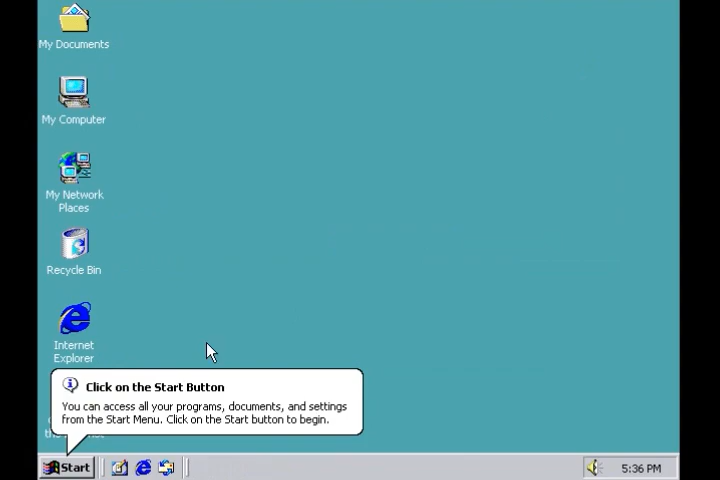 My Documents
My Computer
My Network
Places
Recycle Bin
Internet
Explorer
Click on the Start Button
You can access all your programs, documents, and settings
from the Start Menu. Click on the Start button to begin.
Start
5:36 PM